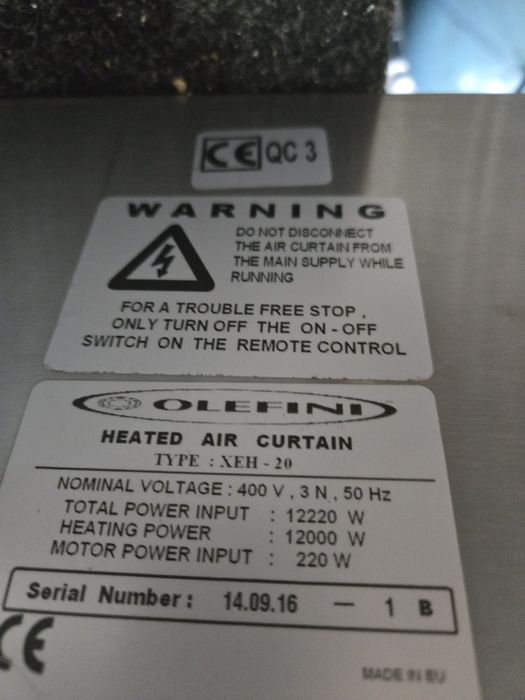 CE QC 3
WARNING
DO NOT DISCONNECT
THE AIR CURTAIN FROM
THE MAIN SUPPLY WHILE
RUNNING
FOR A TROUBLE FREE STOP ,
ONLY TURN OFF THE ON - OFF
SWITCH ON THE REMOTE CONTROL
OLEFINI
HEATED AIR CURTAIN
TYPE : XEH - 20
NOMINAL VOLTAGE : 400 V , 3 N , 50 Hz
TOTAL POWER INPUT : 12220 W
HEATING POWER : 12000 W
MOTOR POWER INPUT : 220 W
Serial Number : 14.09.16 — 1 B
CE
MADE IN EU